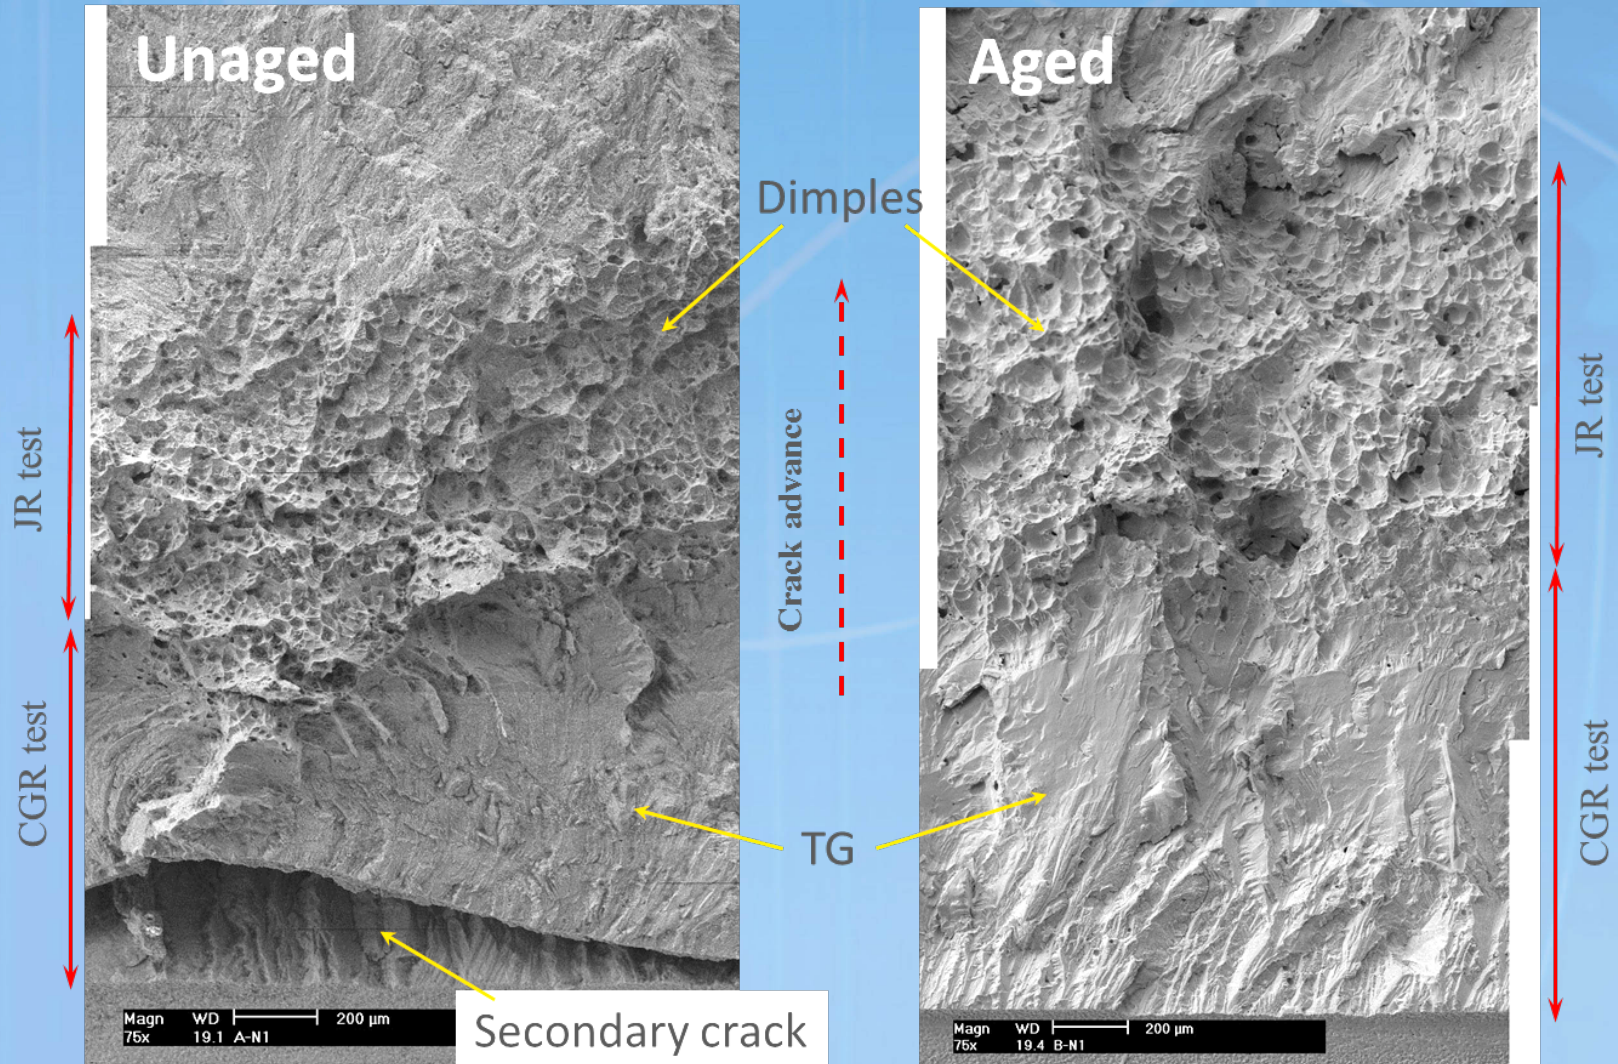 Unaged
Aged
Dimples
JR test
Crack advance
JR test
CGR test
TG
CGR test
Secondary crack
Magn WD 200 µm
75x 19.1 A-N1
Magn WD 200 µm
75x 19.4 B-N1